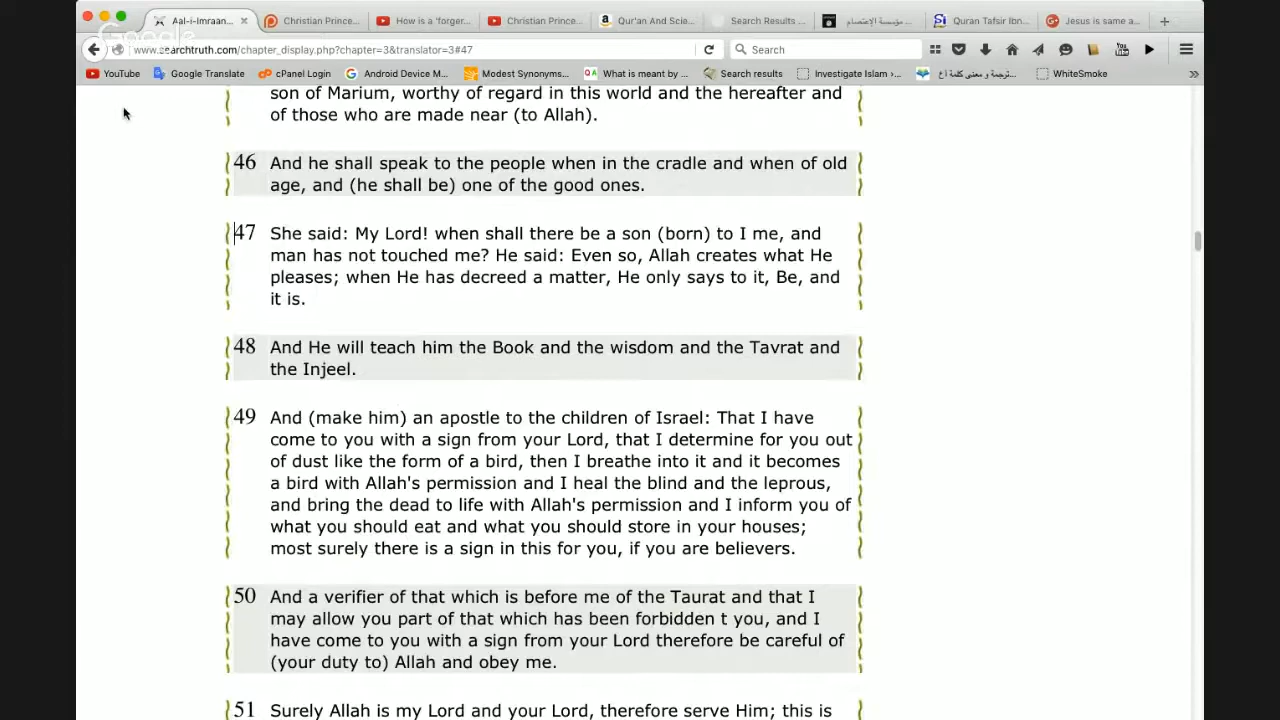 Aal-i-Imraan...
Christian Prince...
How is a 'forger...
Christian Prince...
Qur'An And Scie...
Search Results ...
مؤسسة الاعتصام ...
Quran Tafsir Ibn...
Jesus is same a...
Google
www.searchtruth.com/chapter_display.php?chapter=3&translator=3#47
Search
YouTube
Google Translate
cPanel Login
Android Device M...
Modest Synonyms...
What is meant by ...
Search results
Investigate Islam ›...
ترجمة و معنى كلمة اع...
WhiteSmoke
son of Marium, worthy of regard in this world and the hereafter and
of those who are made near (to Allah).
46 And he shall speak to the people when in the cradle and when of old
age, and (he shall be) one of the good ones.
47 She said: My Lord! when shall there be a son (born) to I me, and
man has not touched me? He said: Even so, Allah creates what He
pleases; when He has decreed a matter, He only says to it, Be, and
it is.
48 And He will teach him the Book and the wisdom and the Tavrat and
the Injeel.
49 And (make him) an apostle to the children of Israel: That I have
come to you with a sign from your Lord, that I determine for you out
of dust like the form of a bird, then I breathe into it and it becomes
a bird with Allah's permission and I heal the blind and the leprous,
and bring the dead to life with Allah's permission and I inform you of
what you should eat and what you should store in your houses;
most surely there is a sign in this for you, if you are believers.
50 And a verifier of that which is before me of the Taurat and that I
may allow you part of that which has been forbidden t you, and I
have come to you with a sign from your Lord therefore be careful of
(your duty to) Allah and obey me.
51 Surely Allah is my Lord and your Lord, therefore serve Him; this is